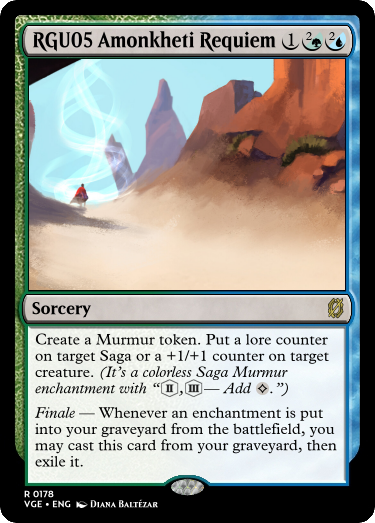 RGU05 Amonkheti Requiem 1 2 2
Sorcery
Create a Murmur token. Put a lore counter
on target Saga or a +1/+1 counter on target
creature. (It's a colorless Saga Murmur
enchantment with “II, III— Add .”)
Finale — Whenever an enchantment is put
into your graveyard from the battlefield, you
may cast this card from your graveyard, then
exile it.
R 0178
VGE • ENG Diana Baltézar